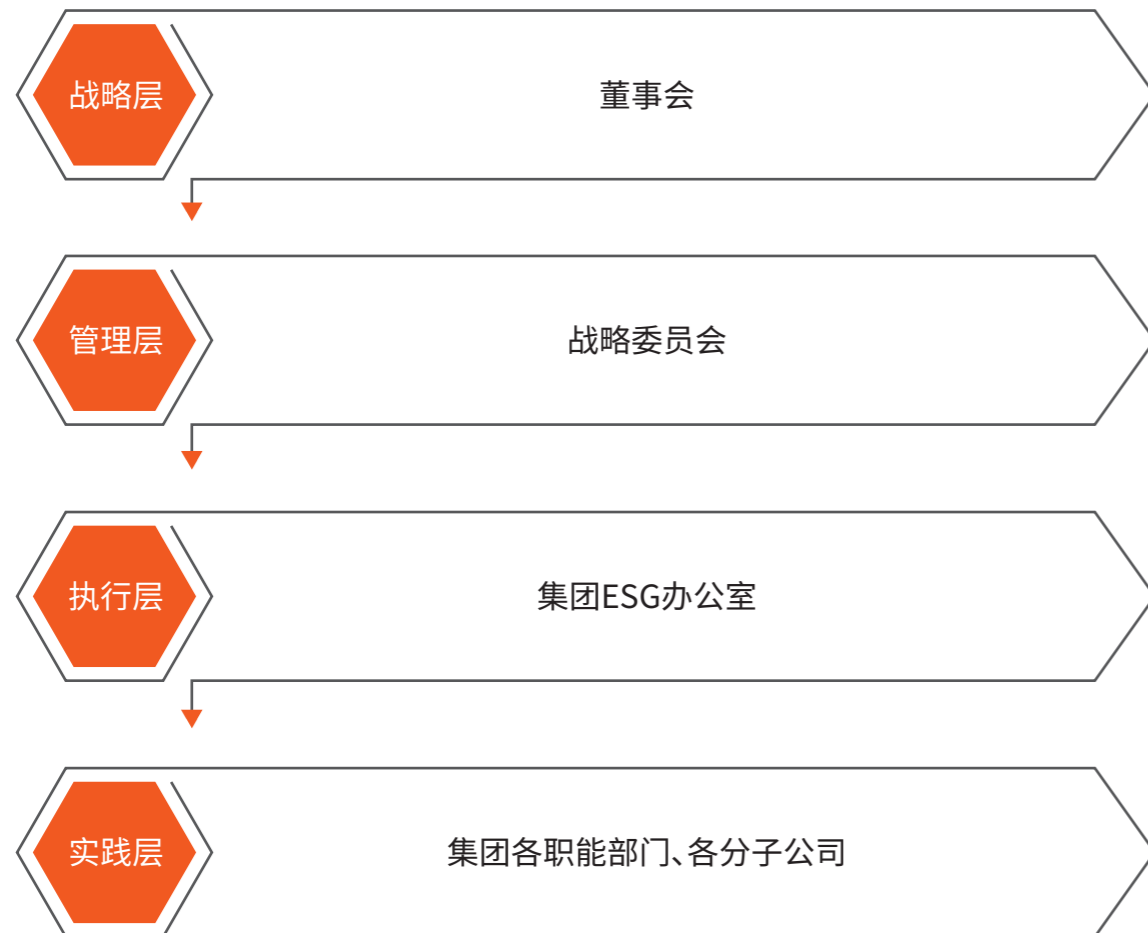 战略层
董事会
管理层
战略委员会
执行层
集团ESG办公室
实践层
集团各职能部门、各分子公司